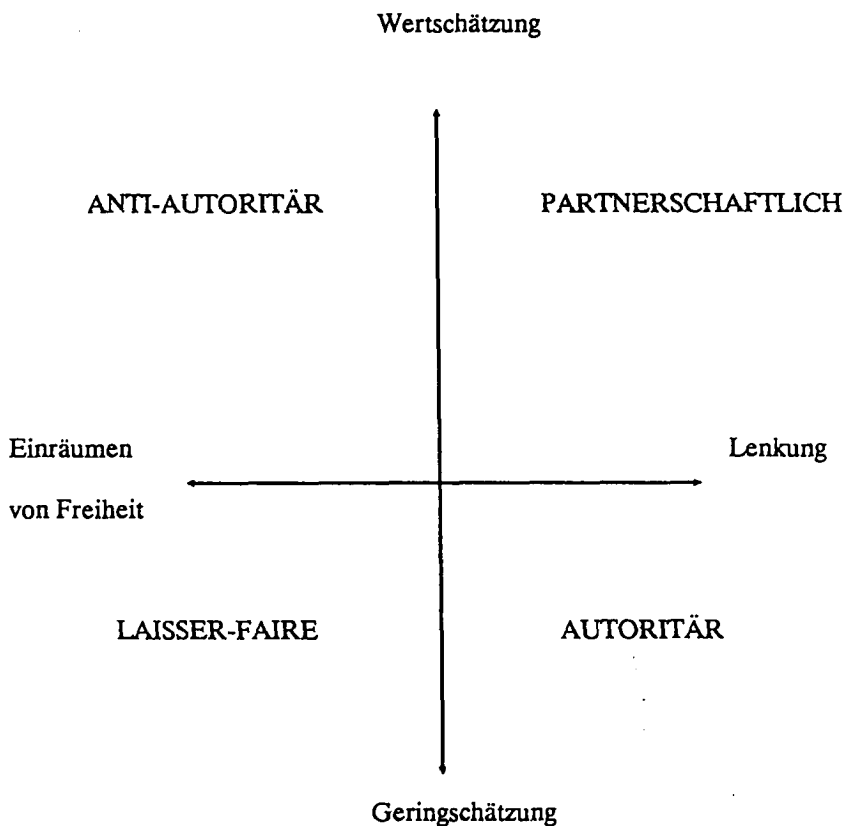 Wertschätzung
ANTI-AUTORITÄR
PARTNERSCHAFTLICH
Einräumen
von Freiheit
Lenkung
LAISSER-FAIRE
AUTORITÄR
Geringschätzung